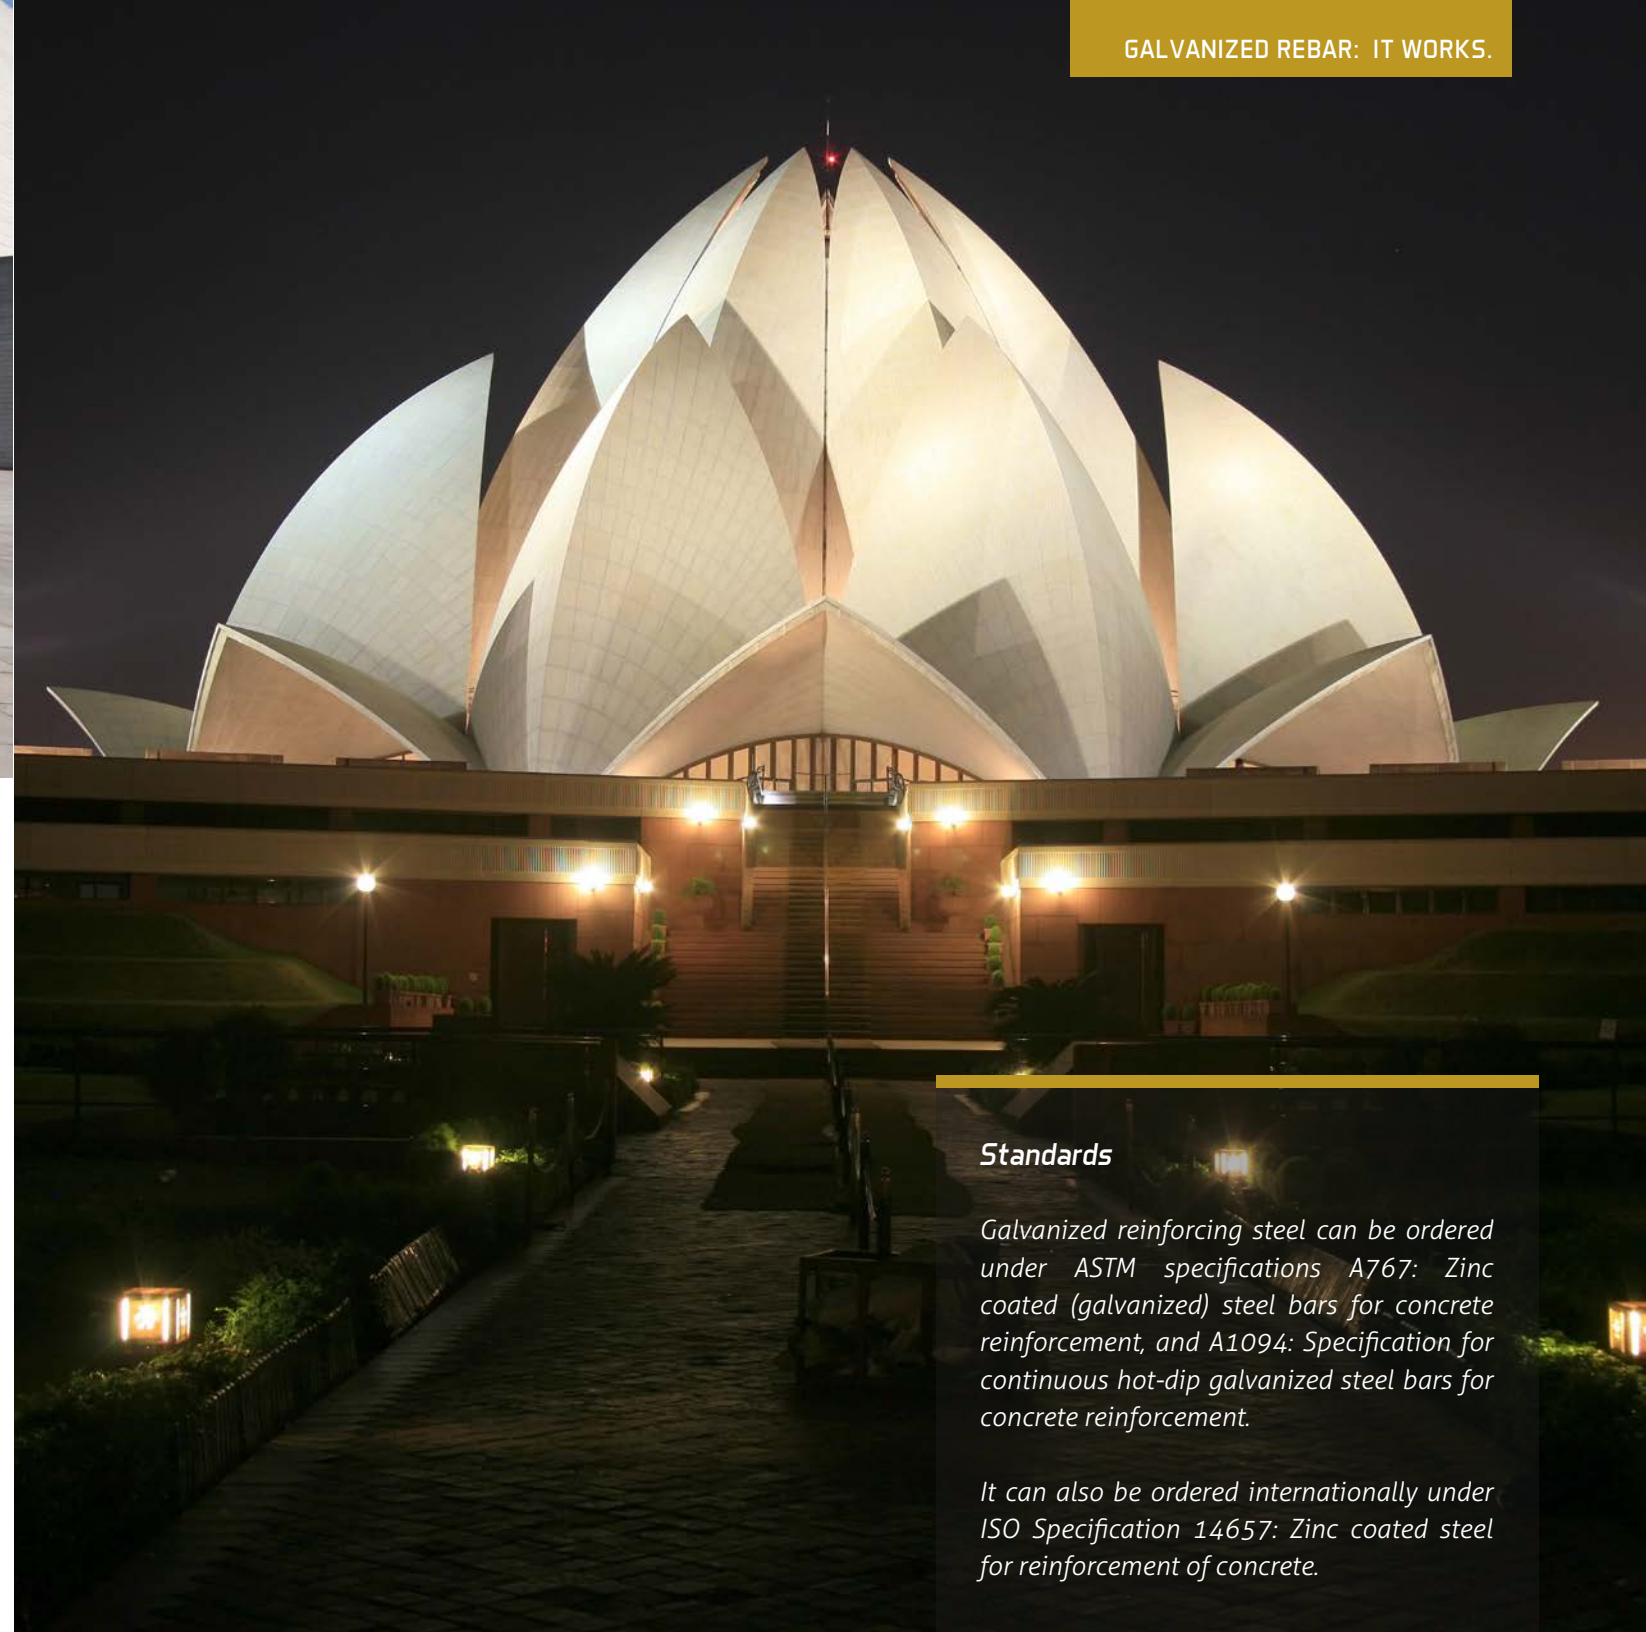 GALVANIZED REBAR: IT WORKS.
Standards
Galvanized reinforcing steel can be ordered
under ASTM specifications A767: Zinc
coated (galvanized) steel bars for concrete
reinforcement, and A1094: Specification for
continuous hot-dip galvanized steel bars for
concrete reinforcement.
It can also be ordered internationally under
ISO Specification 14657: Zinc coated steel
for reinforcement of concrete.